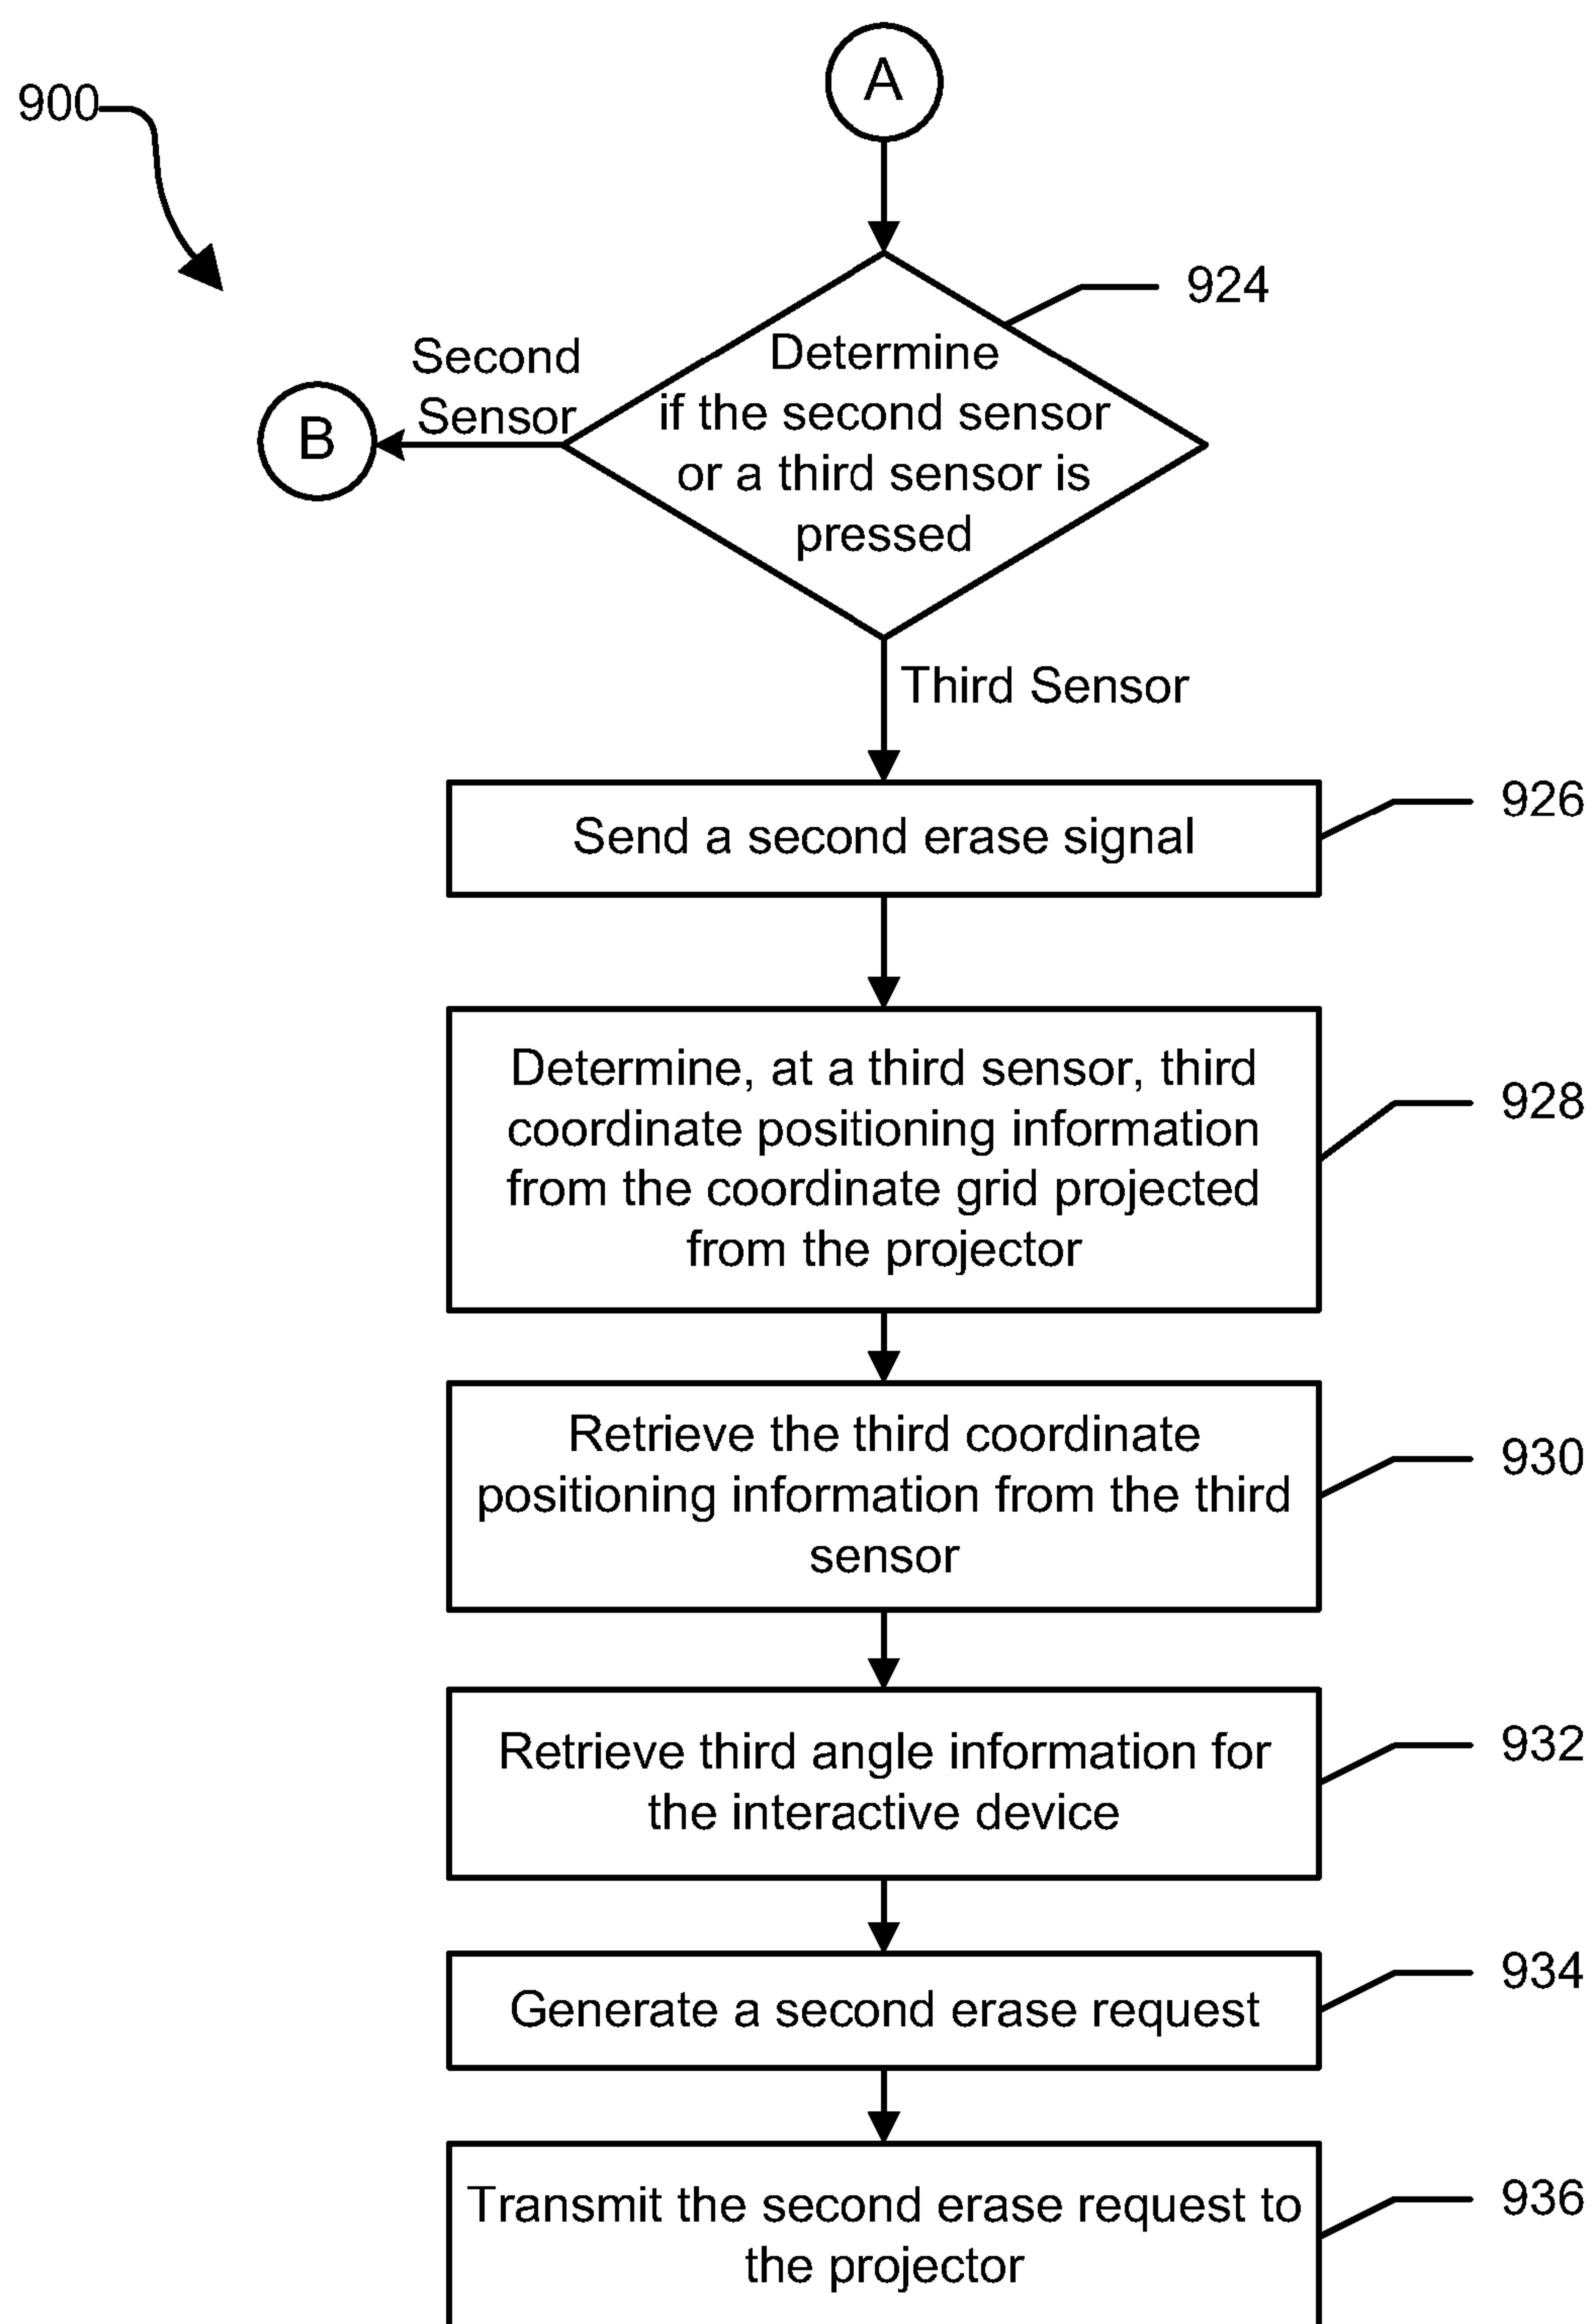 A
900
924
Determine
if the second sensor
or a third sensor is
pressed
Second
Sensor
B
Third Sensor
Send a second erase signal
926
Determine, at a third sensor, third
coordinate positioning information
from the coordinate grid projected
from the projector
928
Retrieve the third coordinate
positioning information from the third
sensor
930
Retrieve third angle information for
the interactive device
932
Generate a second erase request
934
Transmit the second erase request to
the projector
936